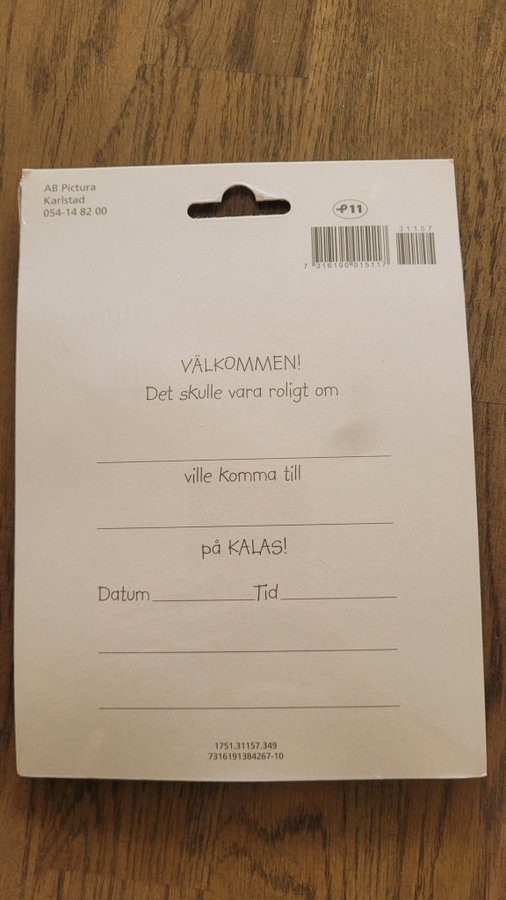 AB Pictura
Karlstad
054-14 82 00
P11
31157
7 316190 015117
VÄLKOMMEN!
Det skulle vara roligt om
ville komma till
på KALAS!
Datum Tid
1751.31157.349
7316191384267-10